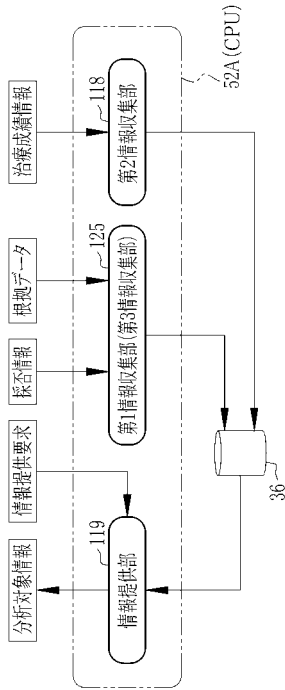 分析対象情報
情報提供要求
採否情報
根拠データ
治療成績情報
119
情報提供部
125
第1情報収集部(第3情報収集部)
118
第2情報収集部
52A(CPU)
36